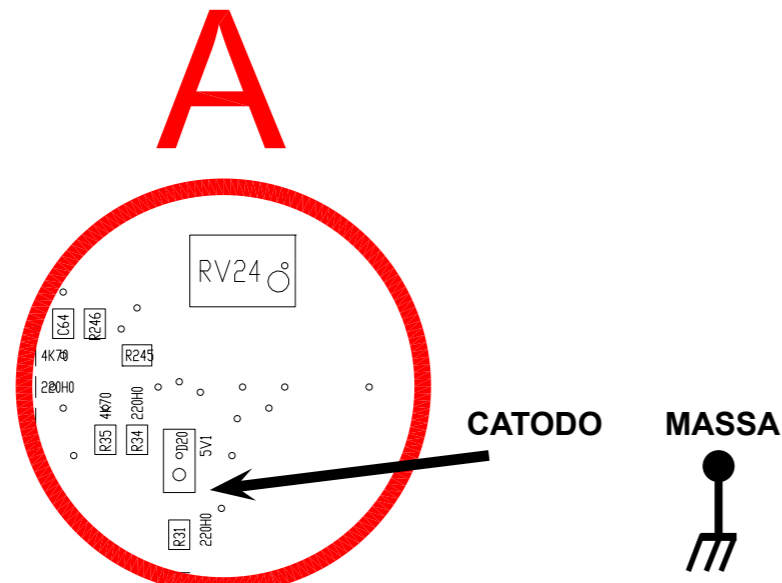 A
RV24
C64
R246
4K70
R245
220H0
4K70
220H0
R35
R34
D20
5V1
CATODO
MASSA
R31
220H0